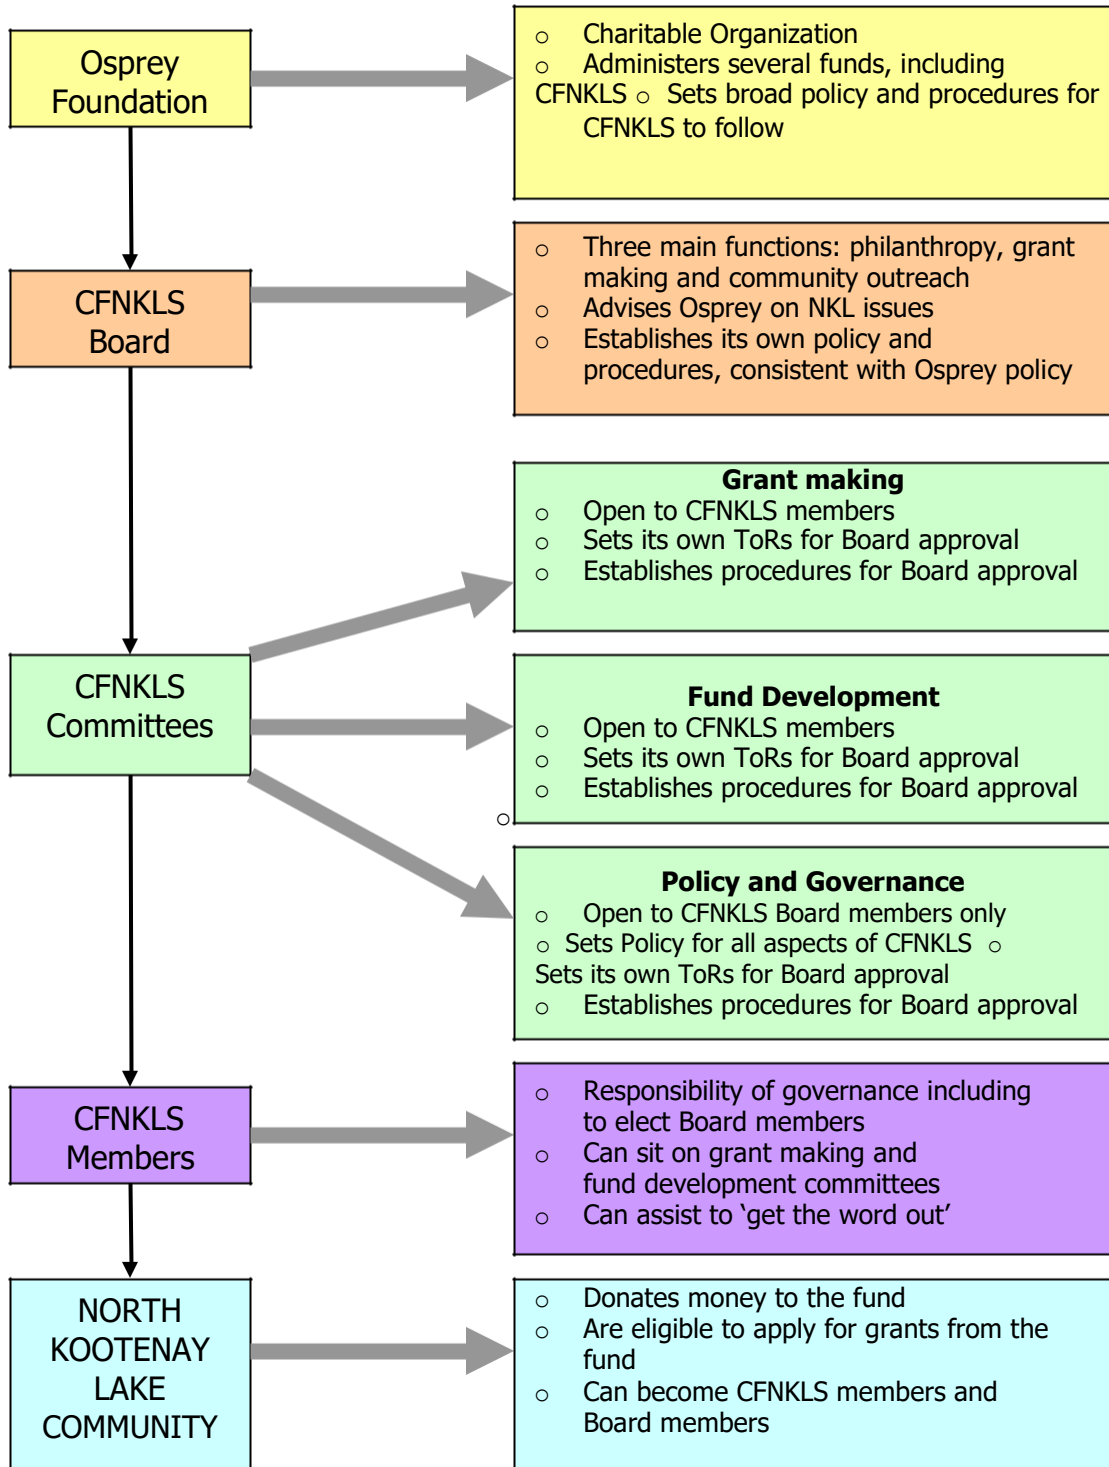 Osprey
Foundation
○ Charitable Organization
○ Administers several funds, including
CFNKLS ○ Sets broad policy and procedures for
CFNKLS to follow
CFNKLS
Board
○ Three main functions: philanthropy, grant
making and community outreach
○ Advises Osprey on NKL issues
○ Establishes its own policy and
procedures, consistent with Osprey policy
CFNKLS
Committees
Grant making
○ Open to CFNKLS members
○ Sets its own ToRs for Board approval
○ Establishes procedures for Board approval
Fund Development
○ Open to CFNKLS members
○ Sets its own ToRs for Board approval
○ Establishes procedures for Board approval
○
Policy and Governance
○ Open to CFNKLS Board members only
○ Sets Policy for all aspects of CFNKLS ○
Sets its own ToRs for Board approval
○ Establishes procedures for Board approval
CFNKLS
Members
○ Responsibility of governance including
to elect Board members
○ Can sit on grant making and
fund development committees
○ Can assist to ‘get the word out’
NORTH
KOOTENAY
LAKE
COMMUNITY
○ Donates money to the fund
○ Are eligible to apply for grants from the
fund
○ Can become CFNKLS members and
Board members